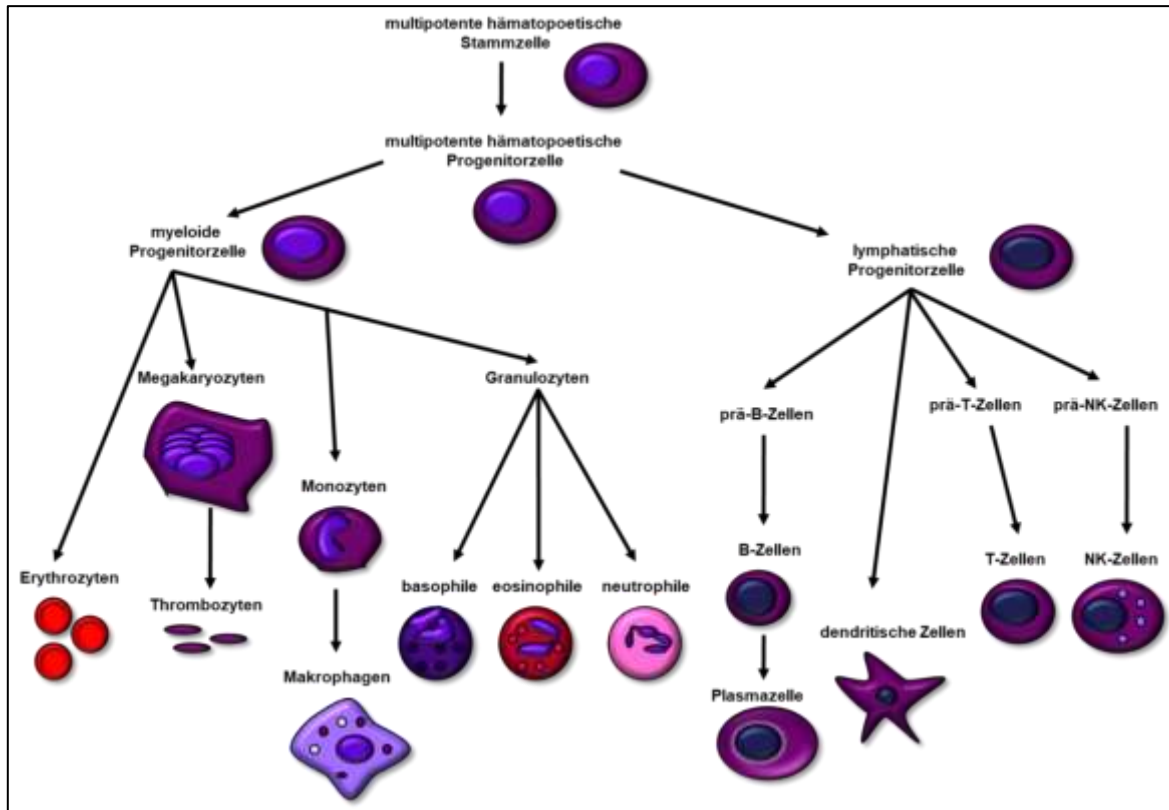 multipotente hämatopoetische
Stammzelle
multipotente hämatopoetische
Progenitorzelle
myeloide
Progenitorzelle
lymphatische
Progenitorzelle
Megakaryozyten
Granulozyten
prä-B-Zellen
prä-T-Zellen
prä-NK-Zellen
Monozyten
B-Zellen
T-Zellen
NK-Zellen
Erythrozyten
Thrombozyten
basophile
eosinophile
neutrophile
dendritische Zellen
Makrophagen
Plasmazelle